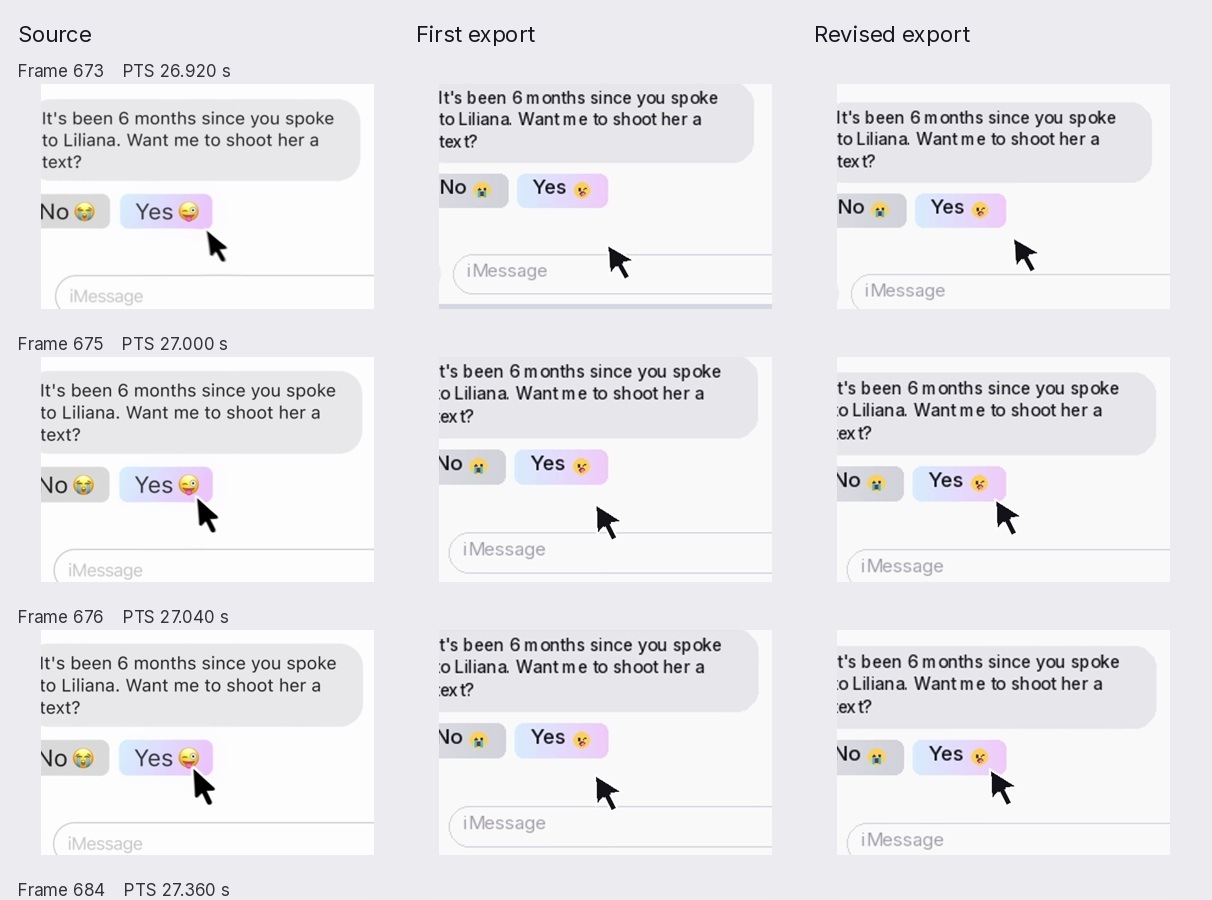 Source First export Revised export
Frame 673 PTS 26.920 s
It's been 6 months since you spoke
to Liliana. Want me to shoot her a
text?
No 😭 Yes 😜
iMessage
It's been 6 months since you spoke
to Liliana. Want me to shoot her a
text?
No 😭 Yes 😜
iMessage
It's been 6 months since you spoke
to Liliana. Want me to shoot her a
text?
No 😭 Yes 😜
iMessage
Frame 675 PTS 27.000 s
It's been 6 months since you spoke
to Liliana. Want me to shoot her a
text?
No 😭 Yes 😜
iMessage
t's been 6 months since you spoke
to Liliana. Want me to shoot her a
text?
No 😭 Yes 😜
iMessage
t's been 6 months since you spoke
to Liliana. Want me to shoot her a
text?
No 😭 Yes 😜
iMessage
Frame 676 PTS 27.040 s
It's been 6 months since you spoke
to Liliana. Want me to shoot her a
text?
No 😭 Yes 😜
iMessage
t's been 6 months since you spoke
to Liliana. Want me to shoot her a
text?
No 😭 Yes 😜
iMessage
t's been 6 months since you spoke
to Liliana. Want me to shoot her a
text?
No 😭 Yes 😜
iMessage
Frame 684 PTS 27.360 s